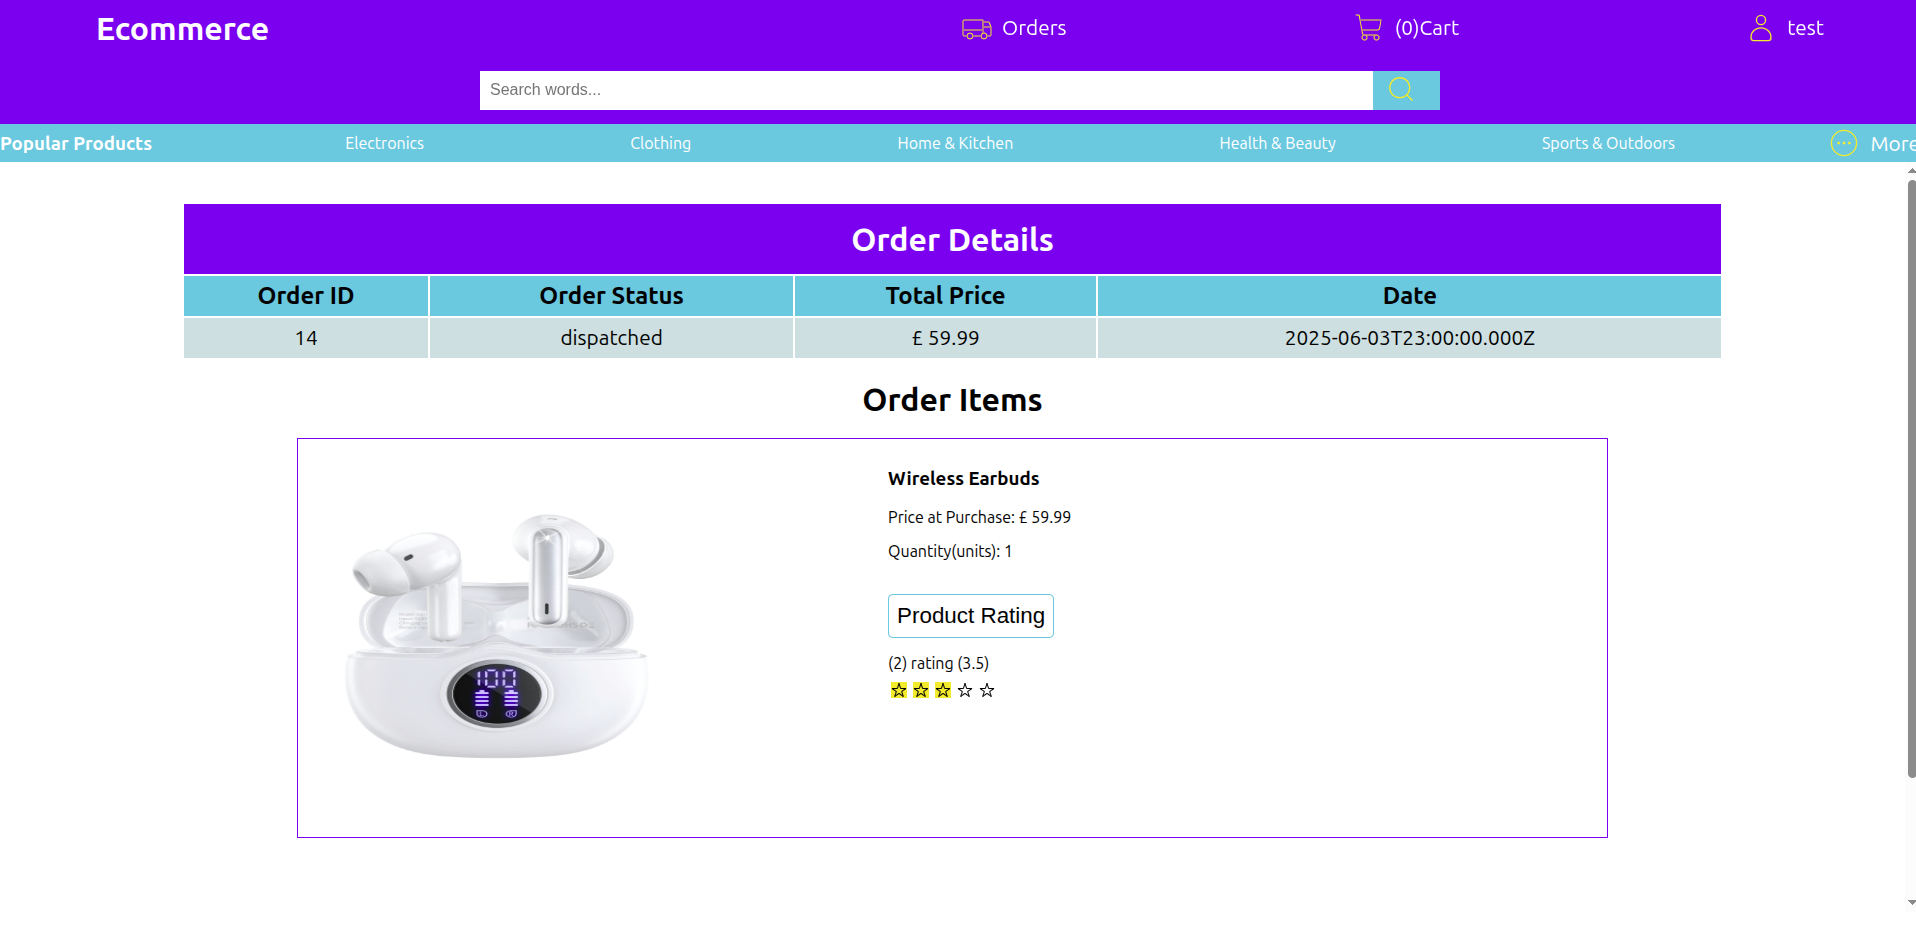 Ecommerce
Orders
(0)Cart
test
Search words...
Popular Products
Electronics
Clothing
Home & Kitchen
Health & Beauty
Sports & Outdoors
More
Order Details
Order ID
Order Status
Total Price
Date
14
dispatched
£ 59.99
2025-06-03T23:00:00.000Z
Order Items
Wireless Earbuds
Price at Purchase: £ 59.99
Quantity(units): 1
Product Rating
(2) rating (3.5)
100
L
R